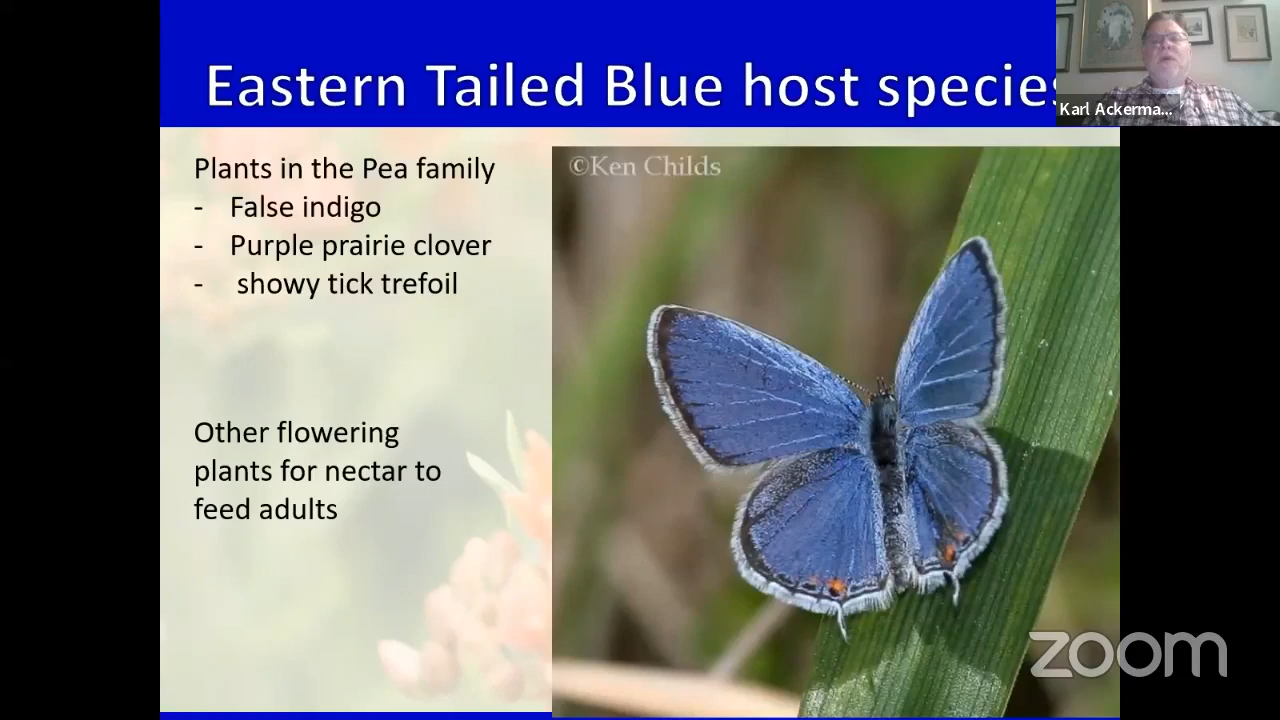 Eastern Tailed Blue host species
Karl Ackerma...
Plants in the Pea family
- False indigo
- Purple prairie clover
- showy tick trefoil
Other flowering
plants for nectar to
feed adults
©Ken Childs
zoom